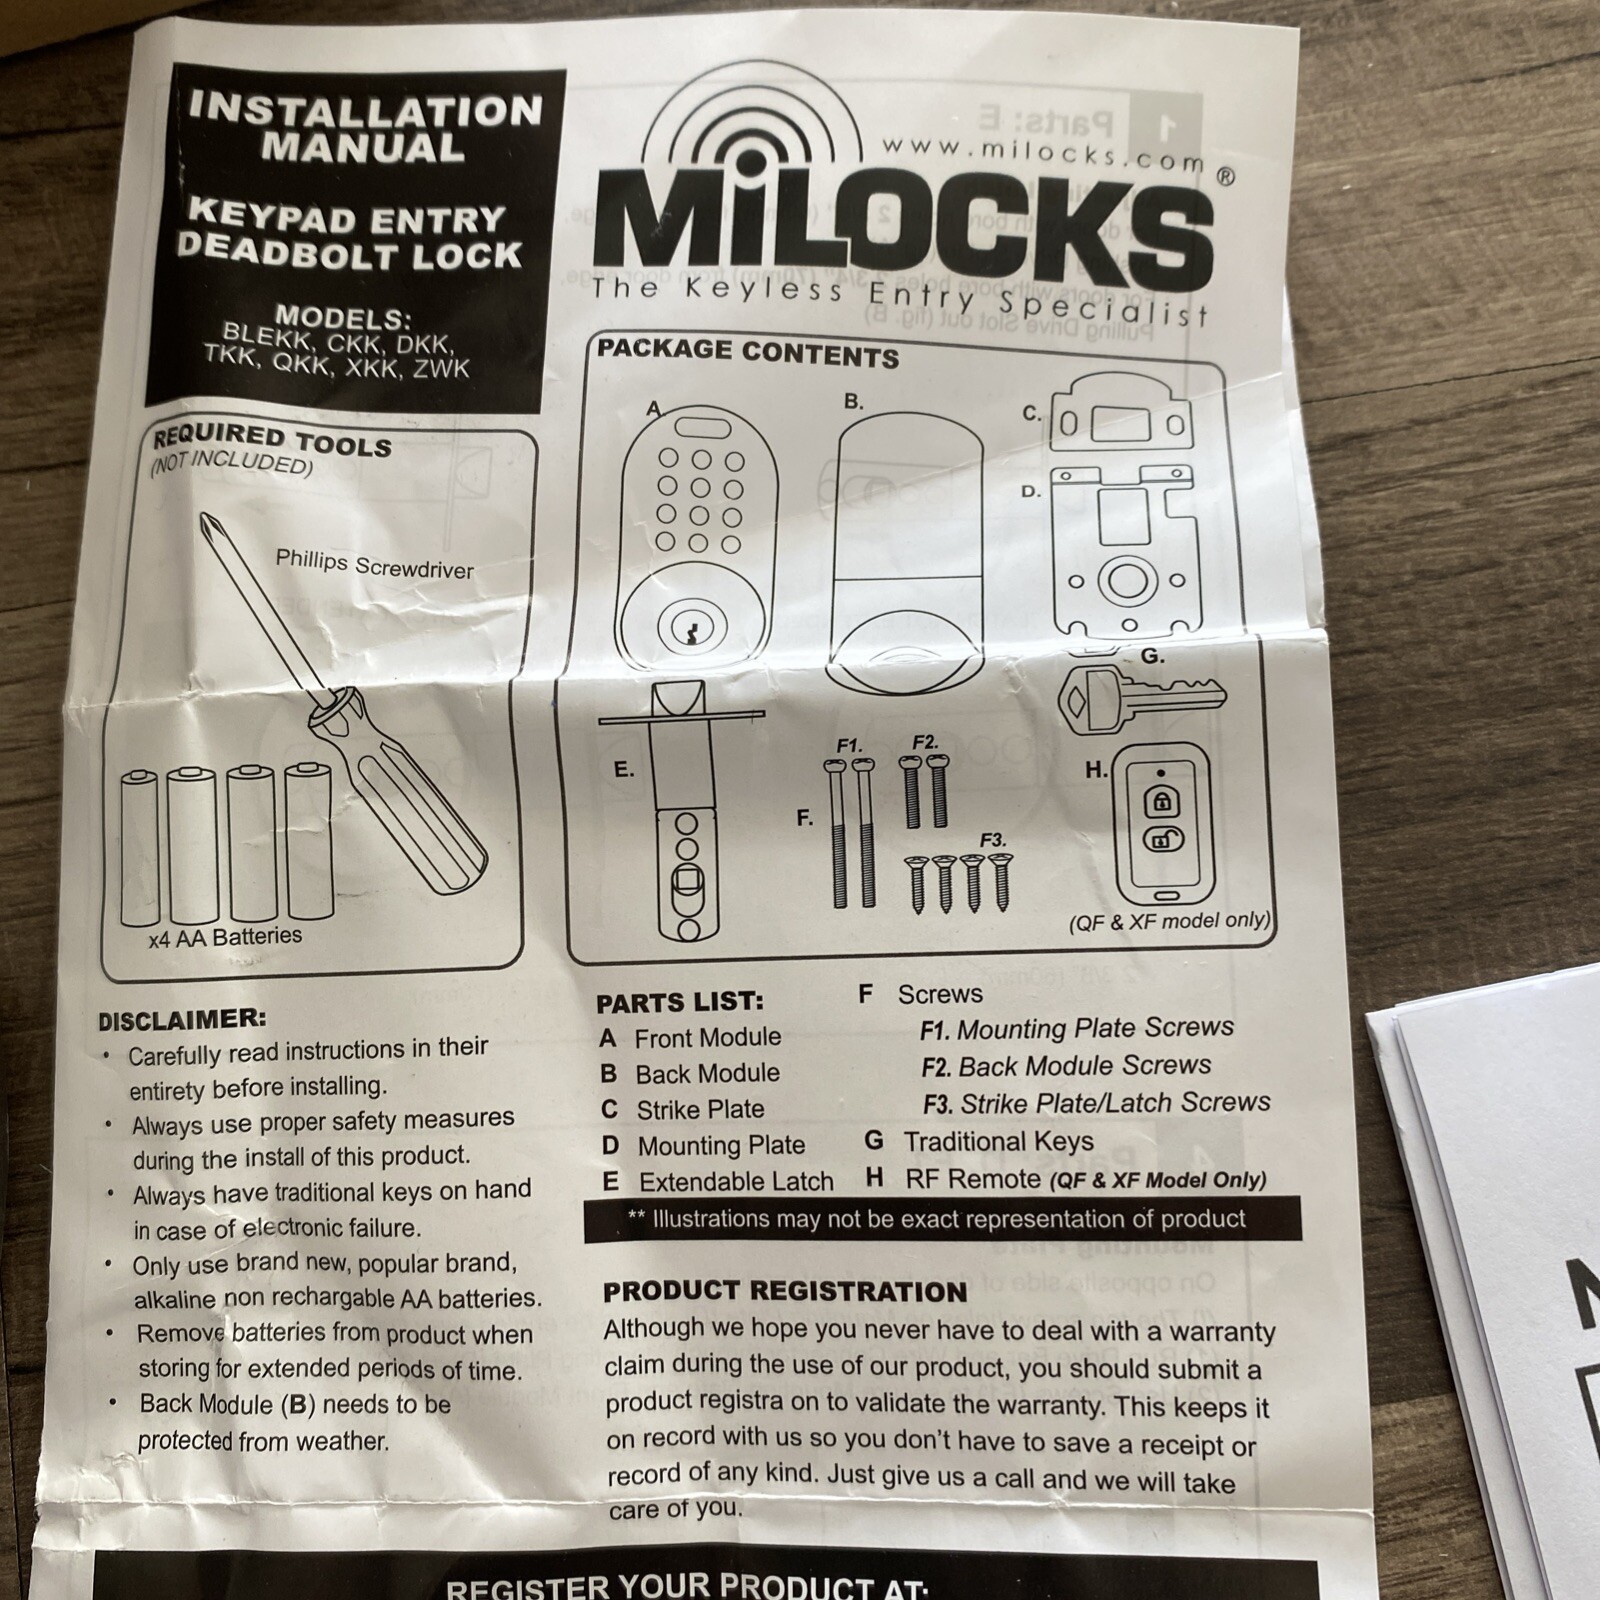 INSTALLATION
MANUAL
KEYPAD ENTRY
DEADBOLT LOCK
MODELS:
BLEKK, CKK, DKK,
TKK, QKK, XKK, ZWK
www.milocks.com
MiLOCKS®
The Keyless Entry Specialist
REQUIRED TOOLS
(NOT INCLUDED)
Phillips Screwdriver
x4 AA Batteries
PACKAGE CONTENTS
A.
B.
C.
D.
E.
F.
F1.
F2.
F3.
G.
H.
(QF & XF model only)
DISCLAIMER:
• Carefully read instructions in their
entirety before installing.
• Always use proper safety measures
during the install of this product.
• Always have traditional keys on hand
in case of electronic failure.
• Only use brand new, popular brand,
alkaline non rechargable AA batteries.
• Remove batteries from product when
storing for extended periods of time.
• Back Module (B) needs to be
protected from weather.
PARTS LIST:
A Front Module
B Back Module
C Strike Plate
D Mounting Plate
E Extendable Latch
F Screws
F1. Mounting Plate Screws
F2. Back Module Screws
F3. Strike Plate/Latch Screws
G Traditional Keys
H RF Remote (QF & XF Model Only)
** Illustrations may not be exact representation of product
PRODUCT REGISTRATION
Although we hope you never have to deal with a warranty
claim during the use of our product, you should submit a
product registra on to validate the warranty. This keeps it
on record with us so you don't have to save a receipt or
record of any kind. Just give us a call and we will take
care of you.
REGISTER YOUR PRODUCT AT: